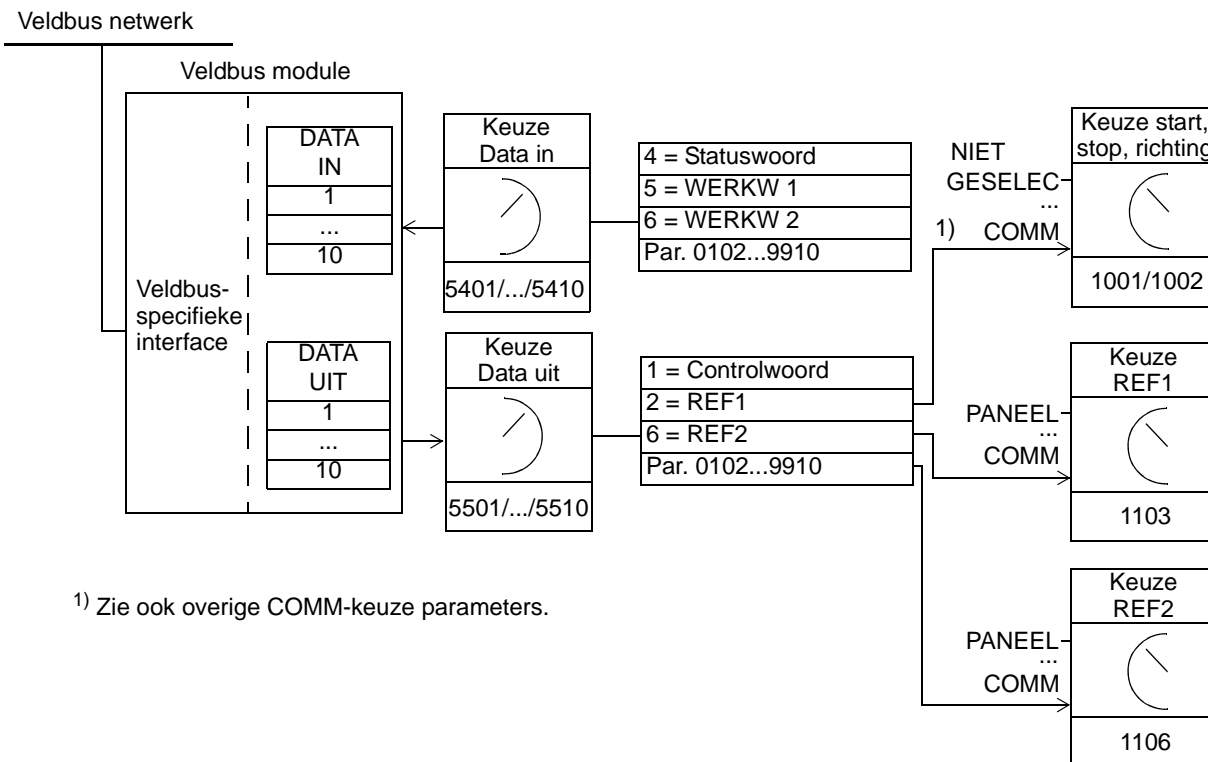 Veldbus netwerk
Veldbus module
Veldbus-
specifieke
interface
DATA
IN
1
...
10
DATA
UIT
1
...
10
Keuze
Data in
5401/.../5410
Keuze
Data uit
5501/.../5510
4 = Statuswoord
5 = WERKW 1
6 = WERKW 2
Par. 0102...9910
1 = Controlwoord
2 = REF1
6 = REF2
Par. 0102...9910
NIET
GESELEC
...
1) COMM
Keuze start,
stop, richting
1001/1002
PANEEL
...
COMM
Keuze
REF1
1103
PANEEL
...
COMM
Keuze
REF2
1106
1) Zie ook overige COMM-keuze parameters.